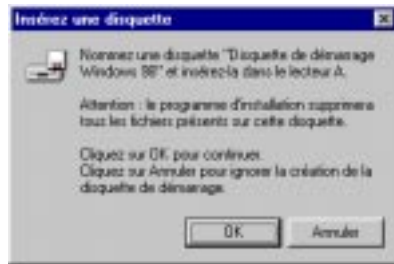 Insérez une disquette
Nommez une disquette "Disquette de démarrage
Windows 98" et insérez-la dans le lecteur A.
Attention : le programme d'installation supprimera
tous les fichiers présents sur cette disquette.
Cliquez sur OK pour continuer.
Cliquez sur Annuler pour ignorer la création de la
disquette de démarrage.
OK
Annuler